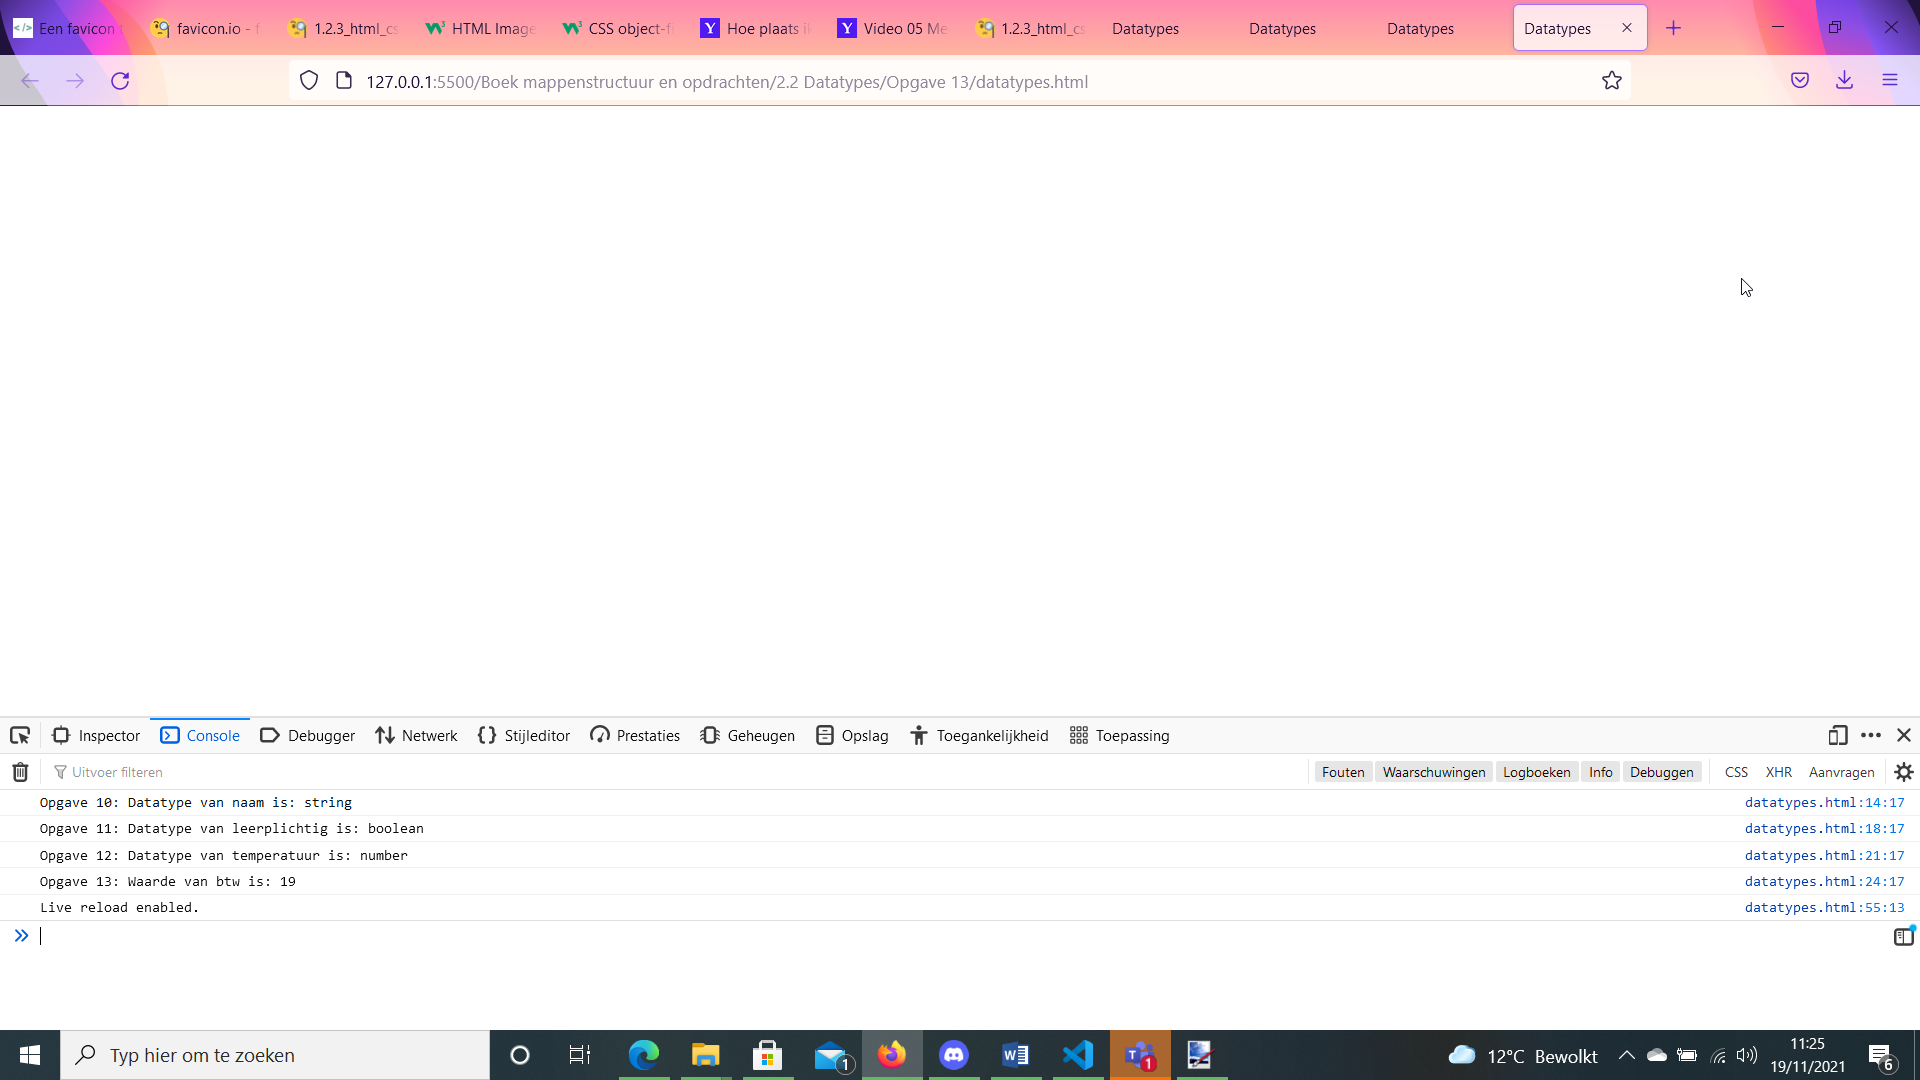 Een favicon
favicon.io - f
1.2.3_html_cs
HTML Image
CSS object-fi
Hoe plaats ik
Video 05 Me
1.2.3_html_cs
Datatypes
Datatypes
Datatypes
Datatypes
127.0.0.1:5500/Boek mappenstructuur en opdrachten/2.2 Datatypes/Opgave 13/datatypes.html
Inspector Console Debugger Netwerk Stijleditor Prestaties Geheugen Opslag Toegankelijkheid Toepassing
Uitvoer filteren Fouten Waarschuwingen Logboeken Info Debuggen CSS XHR Aanvragen
Opgave 10: Datatype van naam is: string datatypes.html:14:17
Opgave 11: Datatype van leerplichtig is: boolean datatypes.html:18:17
Opgave 12: Datatype van temperatuur is: number datatypes.html:21:17
Opgave 13: Waarde van btw is: 19 datatypes.html:24:17
Live reload enabled. datatypes.html:55:13
Typ hier om te zoeken
1
1
12°C Bewolkt
11:25
19/11/2021
6